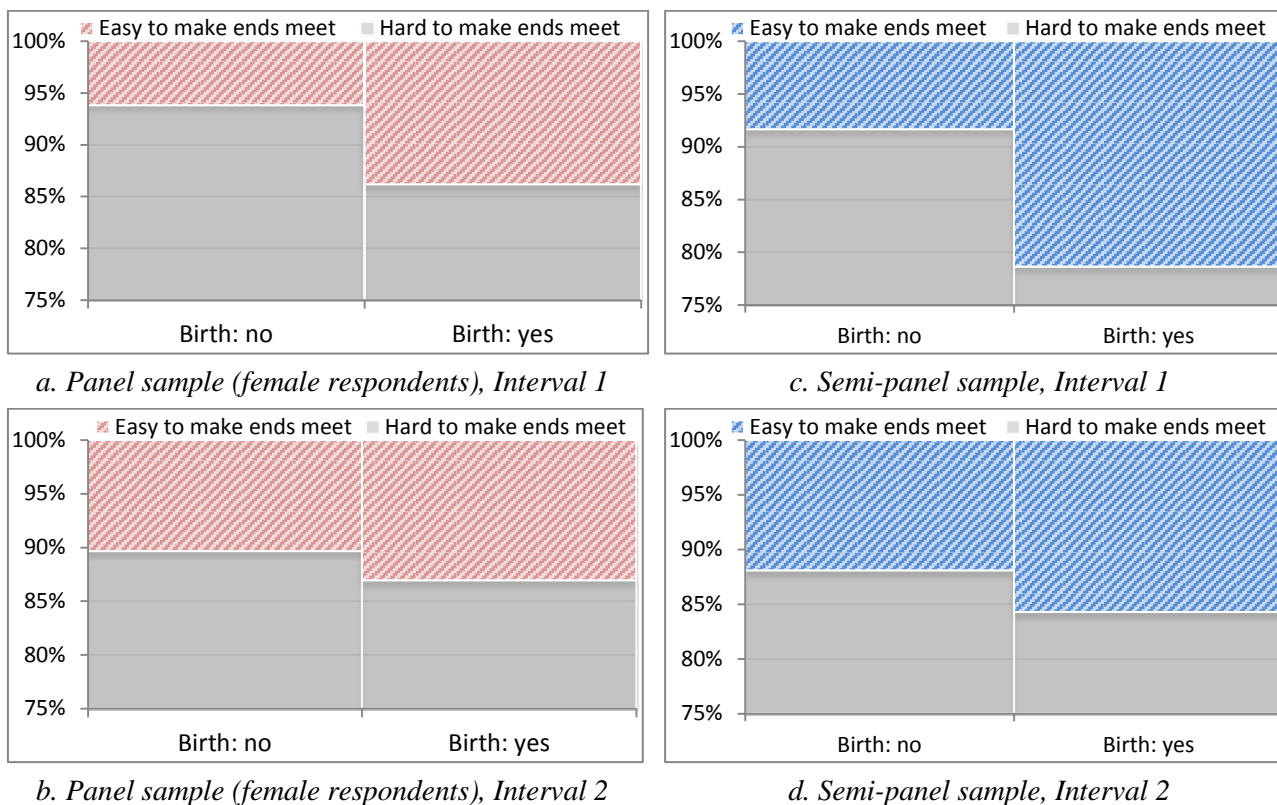 Easy to make ends meet Hard to make ends meet
100%
95%
90%
85%
80%
75%
Birth: no Birth: yes
a. Panel sample (female respondents), Interval 1
Easy to make ends meet Hard to make ends meet
100%
95%
90%
85%
80%
75%
Birth: no Birth: yes
c. Semi-panel sample, Interval 1
Easy to make ends meet Hard to make ends meet
100%
95%
90%
85%
80%
75%
Birth: no Birth: yes
b. Panel sample (female respondents), Interval 2
Easy to make ends meet Hard to make ends meet
100%
95%
90%
85%
80%
75%
Birth: no Birth: yes
d. Semi-panel sample, Interval 2